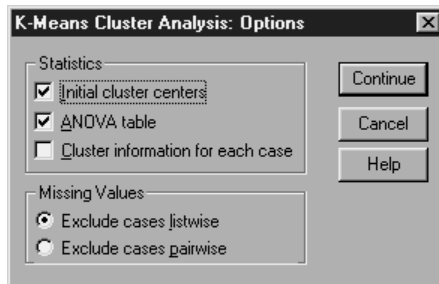 K-Means Cluster Analysis: Options
Statistics
Initial cluster centers
ANOVA table
Cluster information for each case
Missing Values
Exclude cases listwise
Exclude cases pairwise
Continue
Cancel
Help